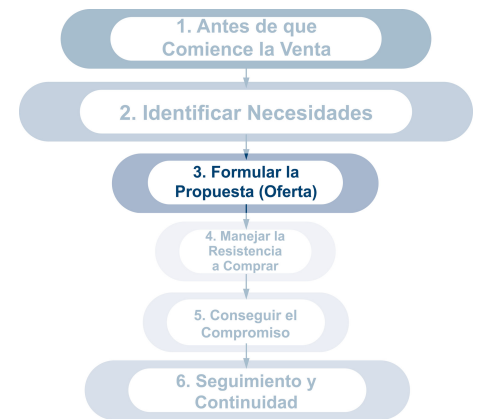 1. Antes de que
Comience la Venta
2. Identificar Necesidades
3. Formular la
Propuesta (Oferta)
4. Manejar la
Resistencia
a Comprar
5. Conseguir el
Compromiso
6. Seguimiento y
Continuidad